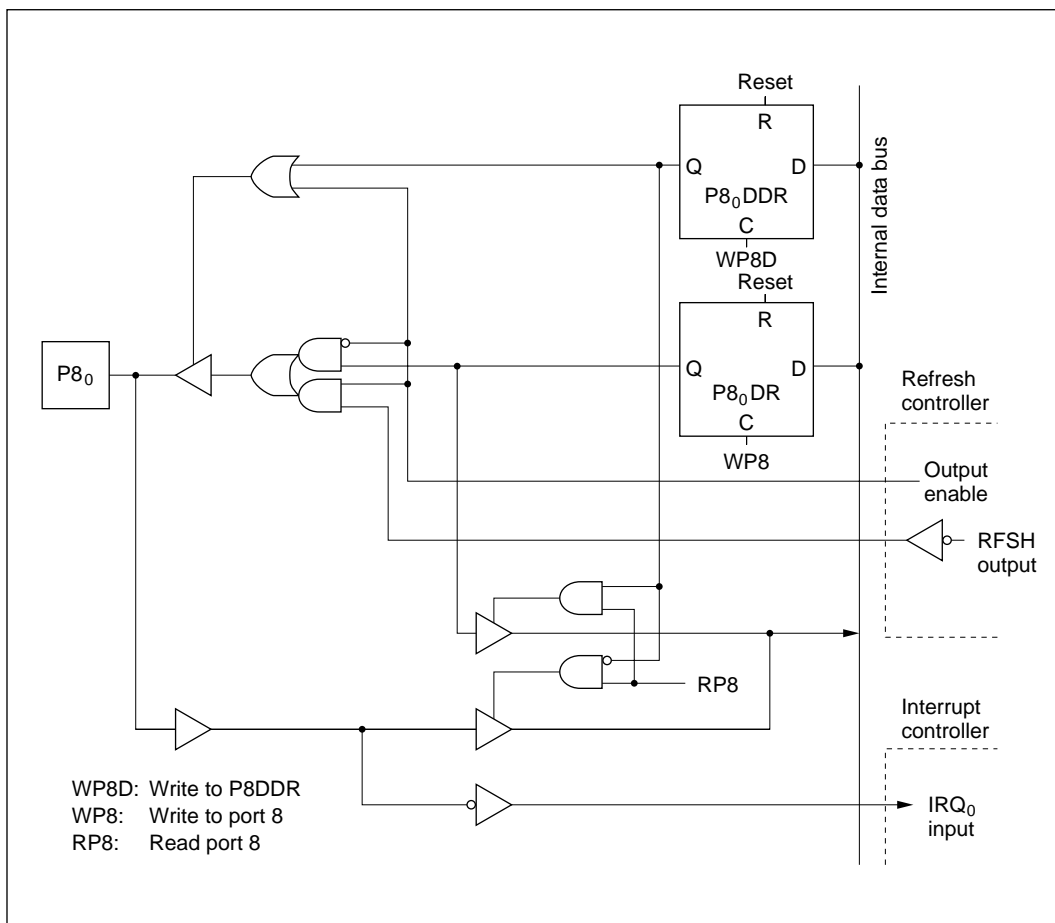 Reset
R
Q
D
P8₀DDR
C
WP8D
Internal data bus
Reset
R
Q
D
P8₀DR
C
WP8
P8₀
Refresh
controller
Output
enable
RFSH
output
RP8
Interrupt
controller
IRQ₀
input
WP8D: Write to P8DDR
WP8: Write to port 8
RP8: Read port 8